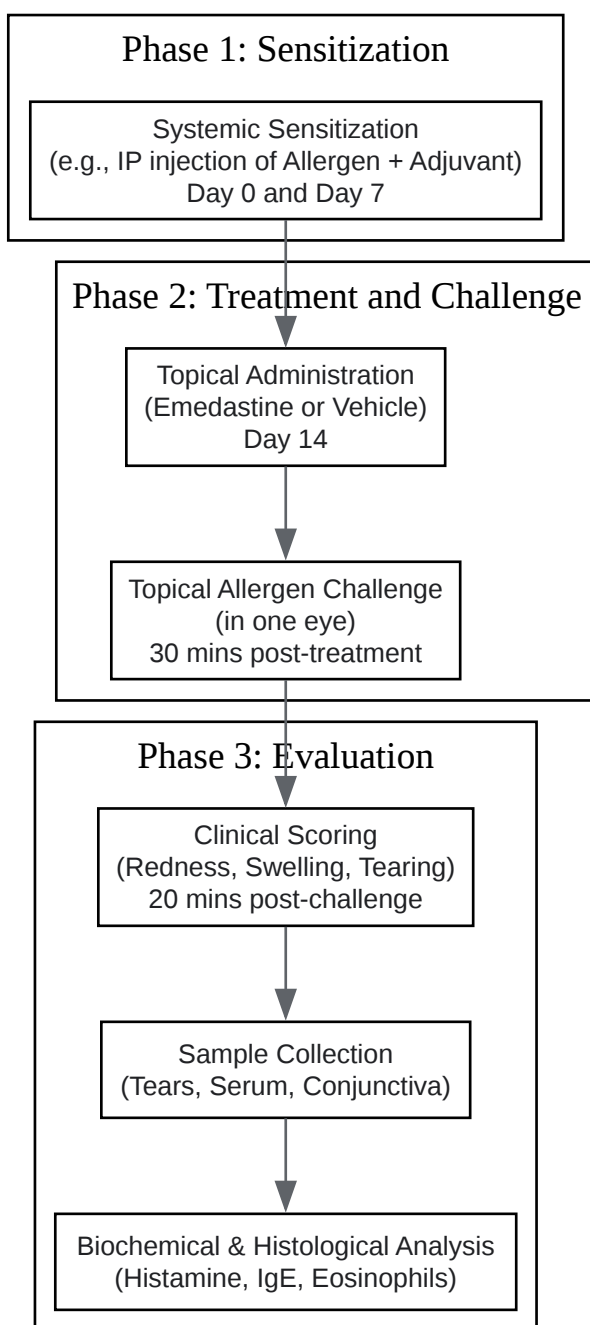 Phase 1: Sensitization
Systemic Sensitization
(e.g., IP injection of Allergen + Adjuvant)
Day 0 and Day 7
Phase 2: Treatment and Challenge
Topical Administration
(Emedastine or Vehicle)
Day 14
Topical Allergen Challenge
(in one eye)
30 mins post-treatment
Phase 3: Evaluation
Clinical Scoring
(Redness, Swelling, Tearing)
20 mins post-challenge
Sample Collection
(Tears, Serum, Conjunctiva)
Biochemical & Histological Analysis
(Histamine, IgE, Eosinophils)